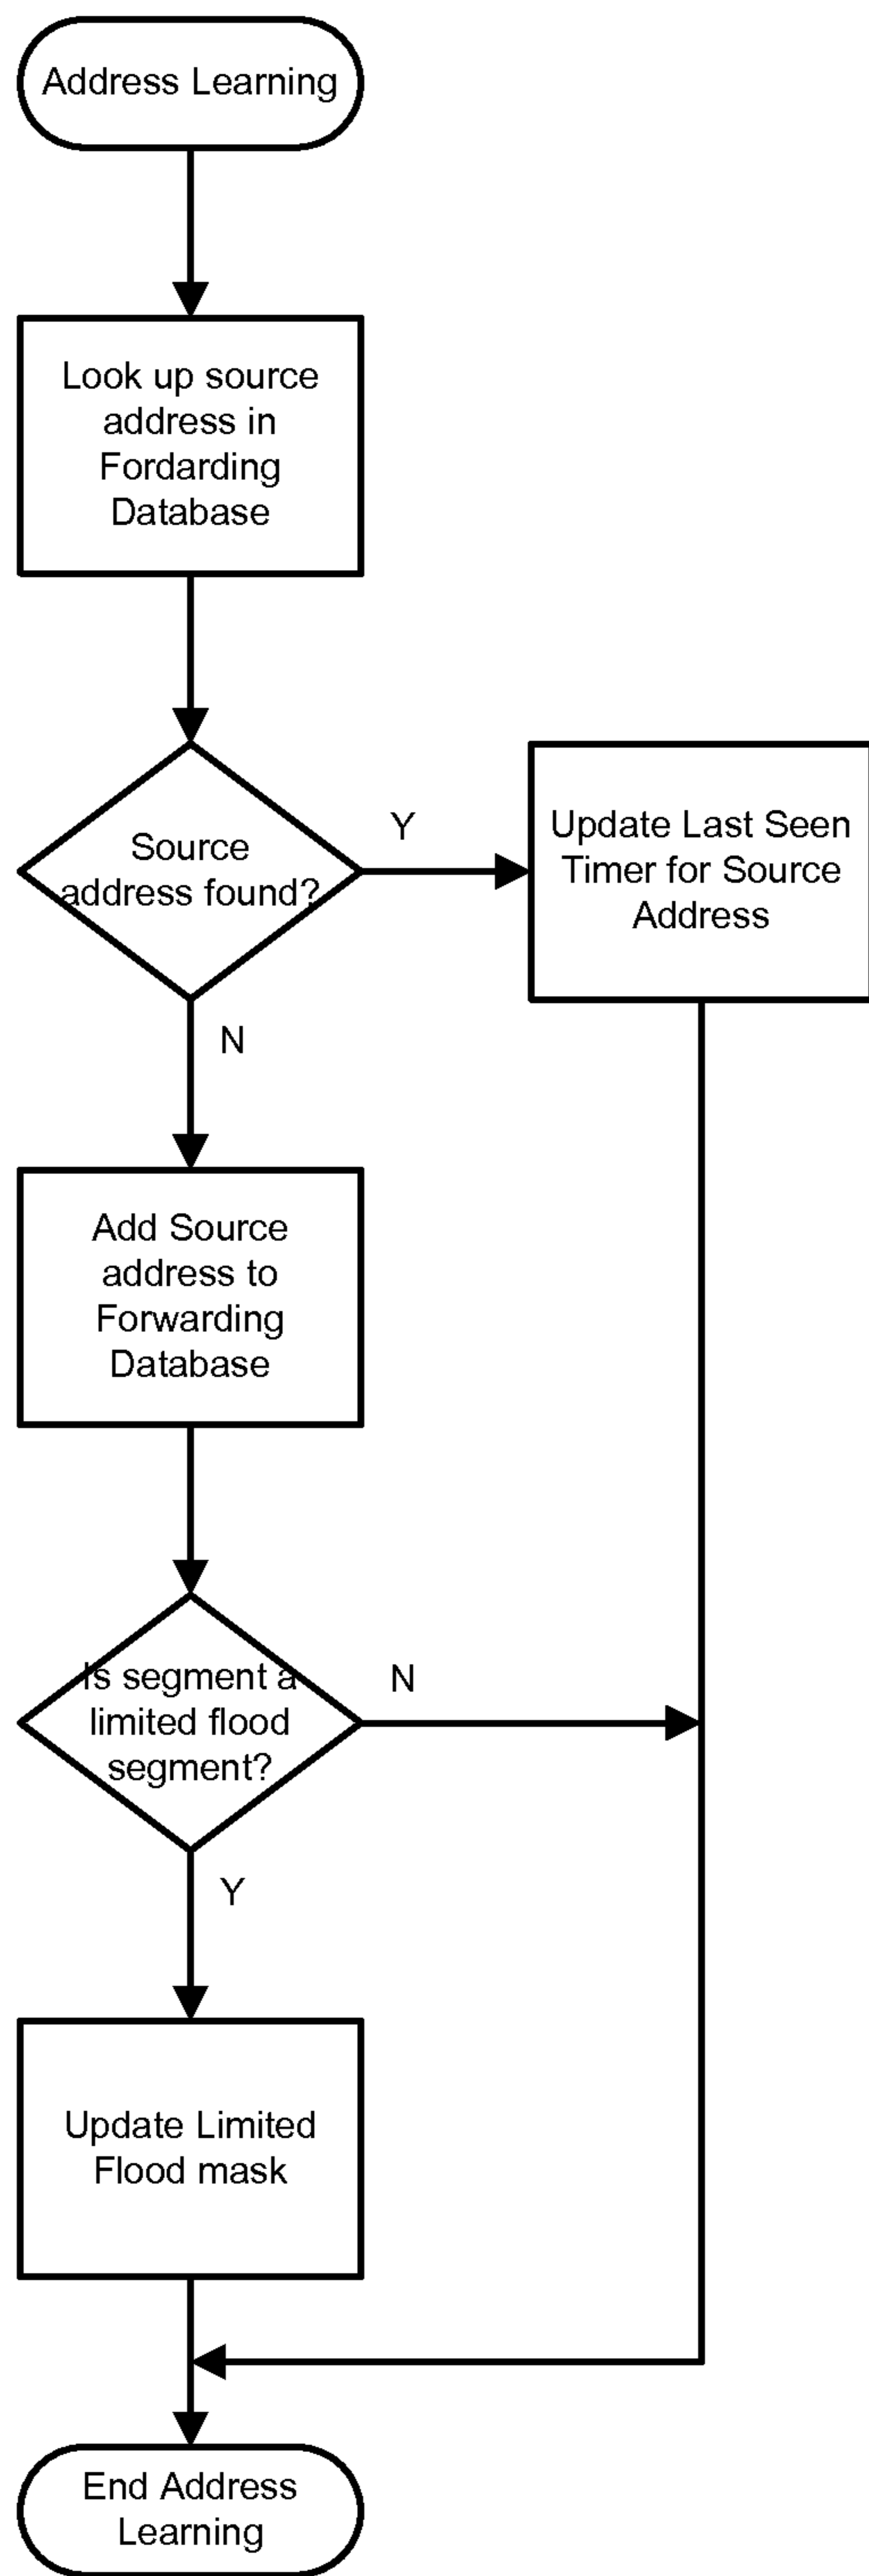 Address Learning
Look up source
address in
Fordarding
Database
Source
address found?
Y
Update Last Seen
Timer for Source
Address
N
Add Source
address to
Forwarding
Database
Is segment a
limited flood
segment?
N
Y
Update Limited
Flood mask
End Address
Learning